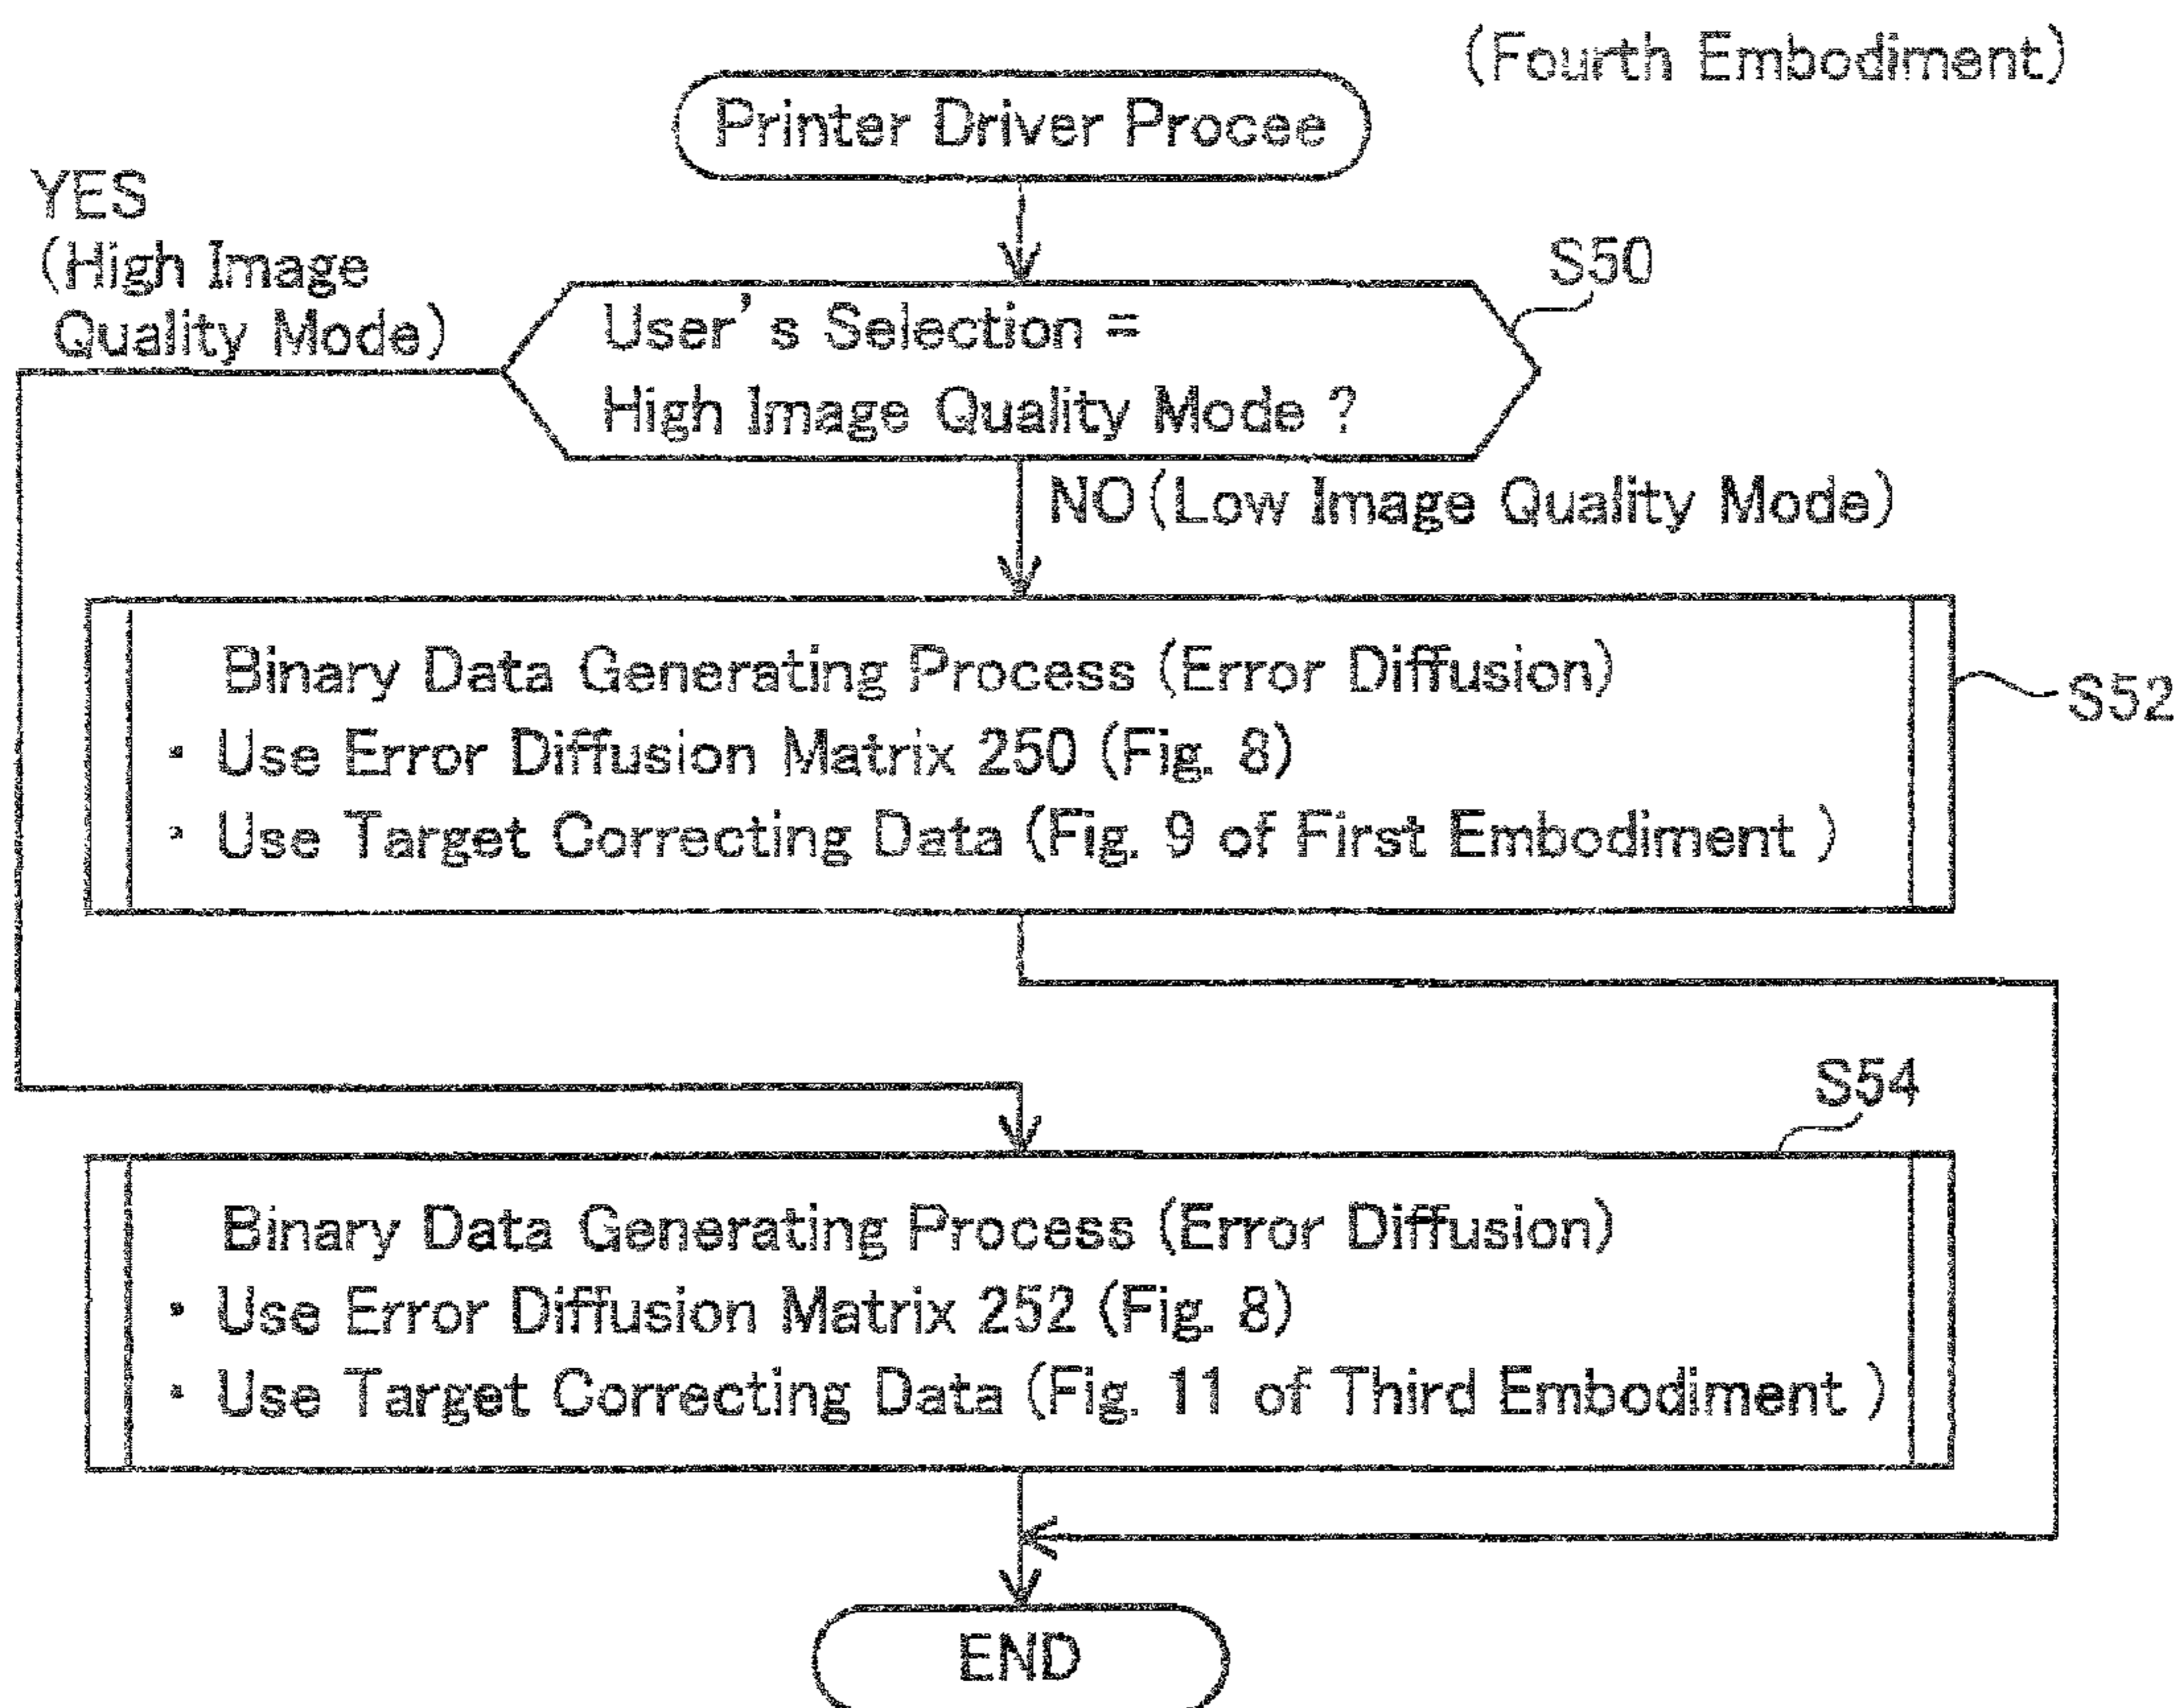 (Fourth Embodiment)
Printer Driver Procee
YES
(High Image
Quality Mode)
S50
User's Selection =
High Image Quality Mode ?
NO (Low Image Quality Mode)
Binary Data Generating Process (Error Diffusion)
・ Use Error Diffusion Matrix 250 (Fig. 8)
・ Use Target Correcting Data (Fig. 9 of First Embodiment )
S52
S54
Binary Data Generating Process (Error Diffusion)
・ Use Error Diffusion Matrix 252 (Fig. 8)
・ Use Target Correcting Data (Fig. 11 of Third Embodiment )
END